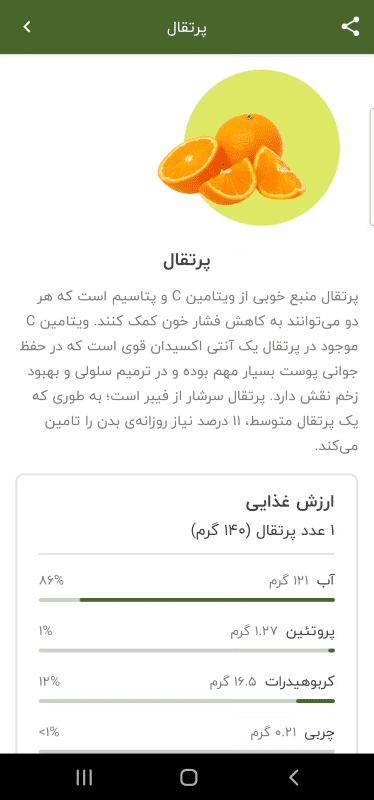 پرتقال
پرتقال
پرتقال منبع خوبی از ویتامین C و پتاسیم است که هر
دو می‌توانند به کاهش فشار خون کمک کنند. ویتامین C
موجود در پرتقال یک آنتی اکسیدان قوی است که در حفظ
جوانی پوست بسیار مهم بوده و در ترمیم سلولی و بهبود
زخم نقش دارد. پرتقال سرشار از فیبر است؛ به طوری که
یک پرتقال متوسط، ۱۱ درصد نیاز روزانه‌ی بدن را تامین
می‌کند.
ارزش غذایی
۱ عدد پرتقال (۱۴۰ گرم)
آب ۱۲۱ گرم ۸۶%
پروتئین ۱.۲۷ گرم ۱%
کربوهیدرات ۱۶.۵ گرم ۱۲%
چربی ۰.۲۱ گرم <۱%